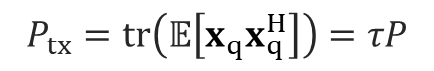 P_tx = tr(𝔼[𝐱_q 𝐱_q^H]) = τP